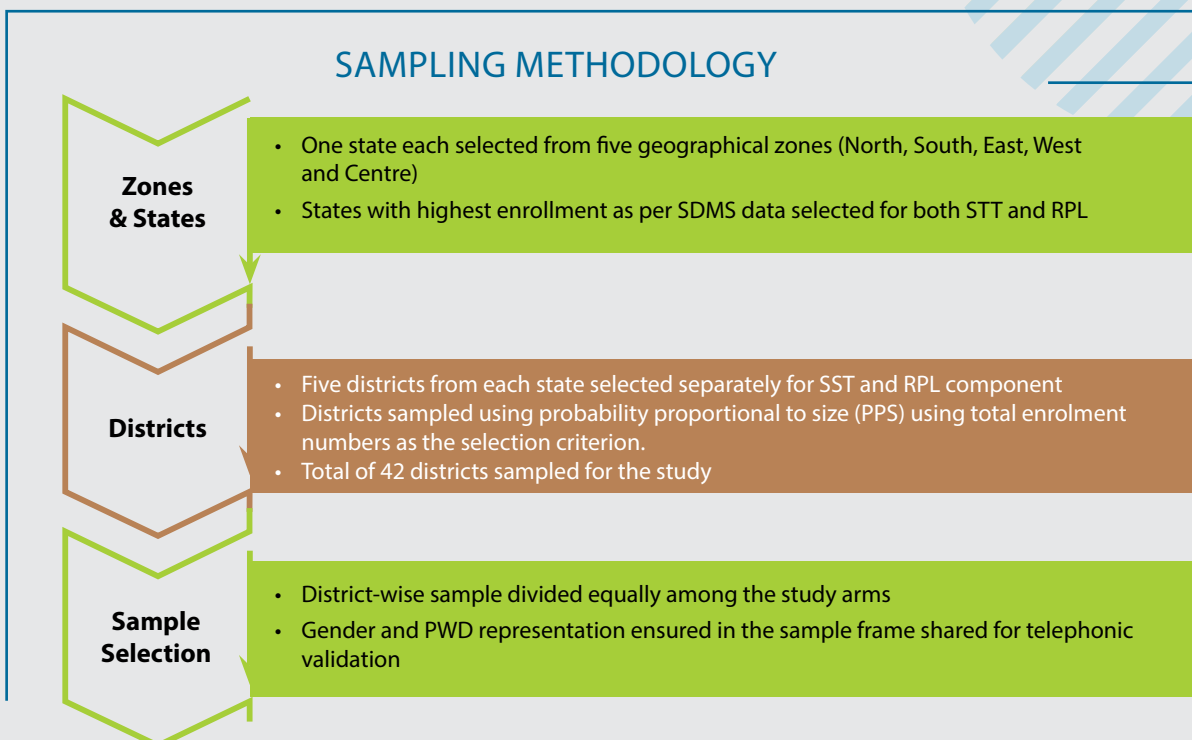 SAMPLING METHODOLOGY
Zones
& States
• One state each selected from five geographical zones (North, South, East, West
and Centre)
• States with highest enrollment as per SDMS data selected for both STT and RPL
Districts
• Five districts from each state selected separately for SST and RPL component
• Districts sampled using probability proportional to size (PPS) using total enrolment
numbers as the selection criterion.
• Total of 42 districts sampled for the study
Sample
Selection
• District-wise sample divided equally among the study arms
• Gender and PWD representation ensured in the sample frame shared for telephonic
validation